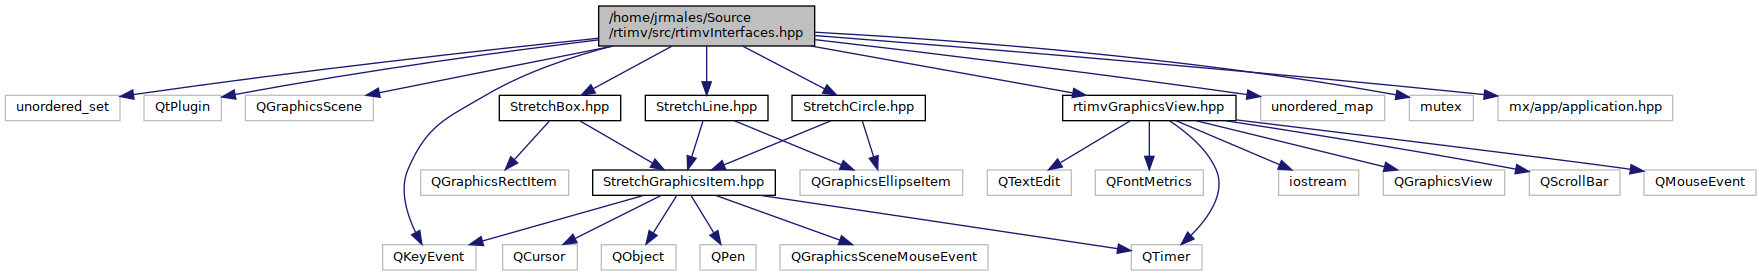 /home/jrmales/Source
/rtimv/src/rtimvInterfaces.hpp
unordered_set
QtPlugin
QGraphicsScene
StretchBox.hpp
StretchLine.hpp
StretchCircle.hpp
rtimvGraphicsView.hpp
unordered_map
mutex
mx/app/application.hpp
QGraphicsRectItem
StretchGraphicsItem.hpp
QGraphicsEllipseItem
QTextEdit
QFontMetrics
iostream
QGraphicsView
QScrollBar
QMouseEvent
QKeyEvent
QCursor
QObject
QPen
QGraphicsSceneMouseEvent
QTimer